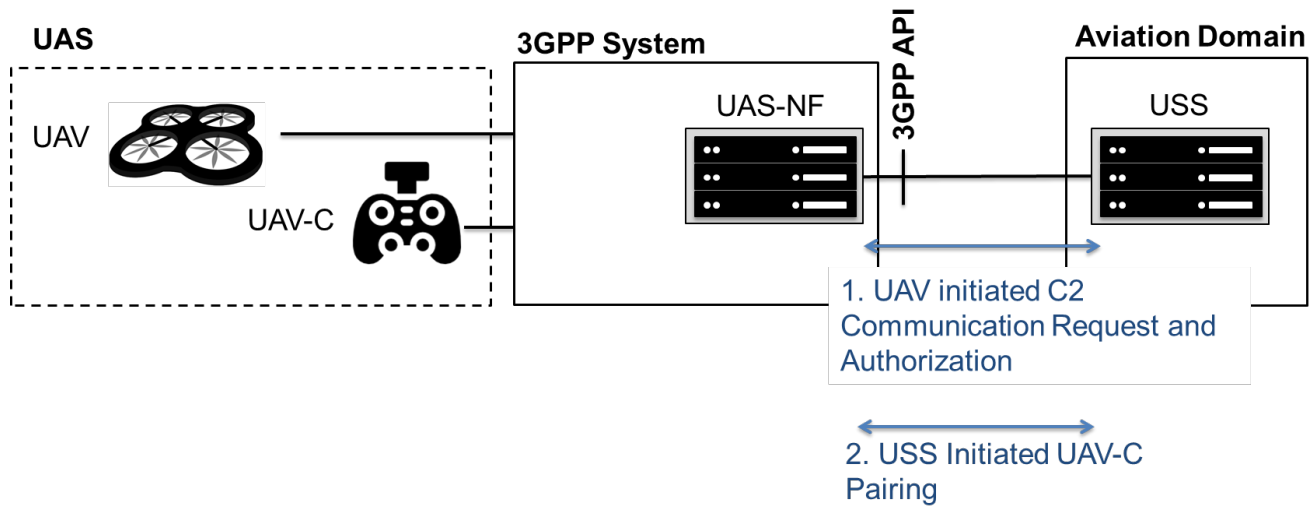 UAS
3GPP System
3GPP API
Aviation Domain
UAV
UAS-NF
USS
UAV-C
1. UAV initiated C2
Communication Request and
Authorization
2. USS Initiated UAV-C
Pairing